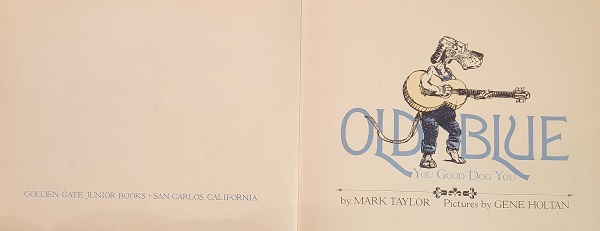 GOLDEN GATE JUNIOR BOOKS • SAN CARLOS, CALIFORNIA
OLD BLUE
YOU GOOD DOG YOU
by MARK TAYLOR Pictures by GENE HOLTAN